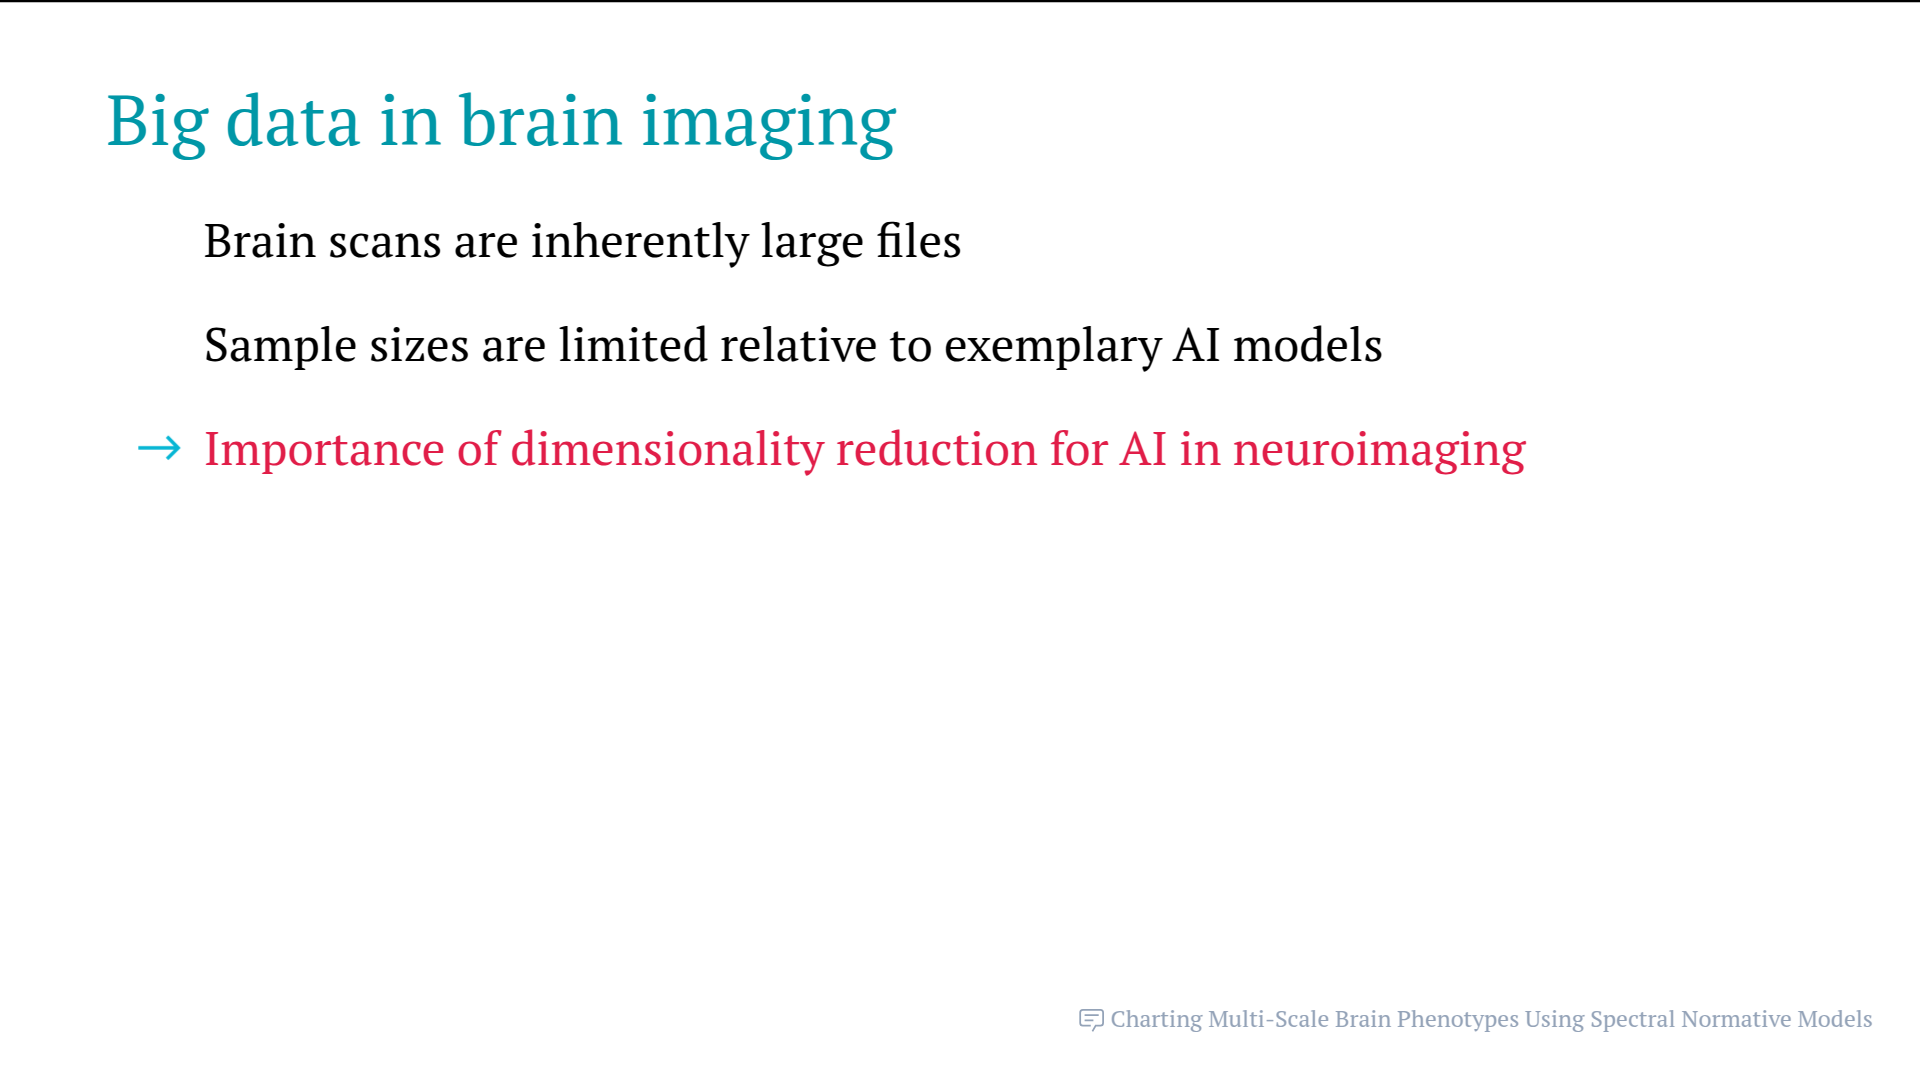 Big data in brain imaging
Brain scans are inherently large files
Sample sizes are limited relative to exemplary AI models
→ Importance of dimensionality reduction for AI in neuroimaging
Charting Multi-Scale Brain Phenotypes Using Spectral Normative Models